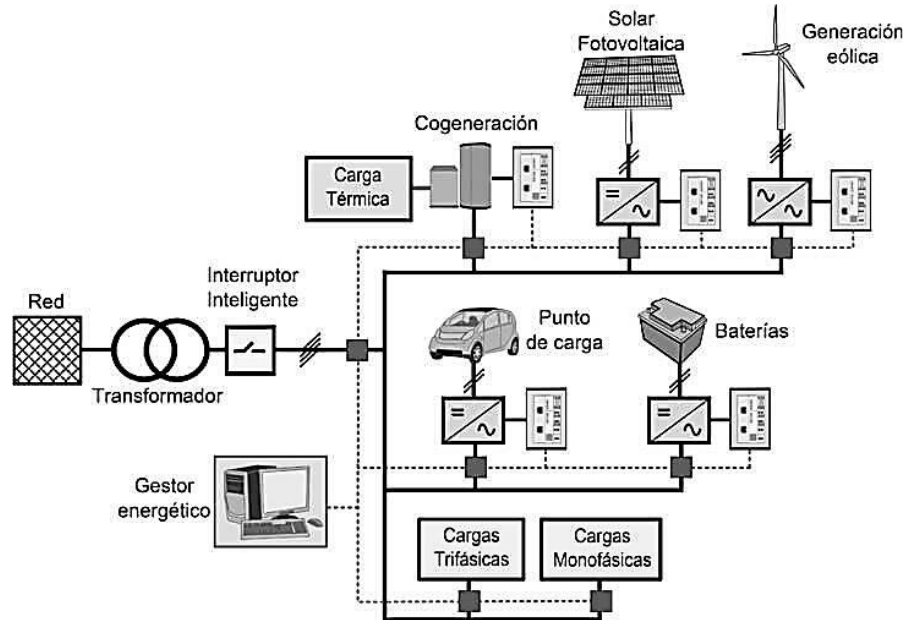 Solar
Fotovoltaica
Generación
eólica
Cogeneración
Carga
Térmica
Interruptor
Inteligente
Red
Transformador
Punto
de carga
Baterías
Gestor
energético
Cargas
Trifásicas
Cargas
Monofásicas